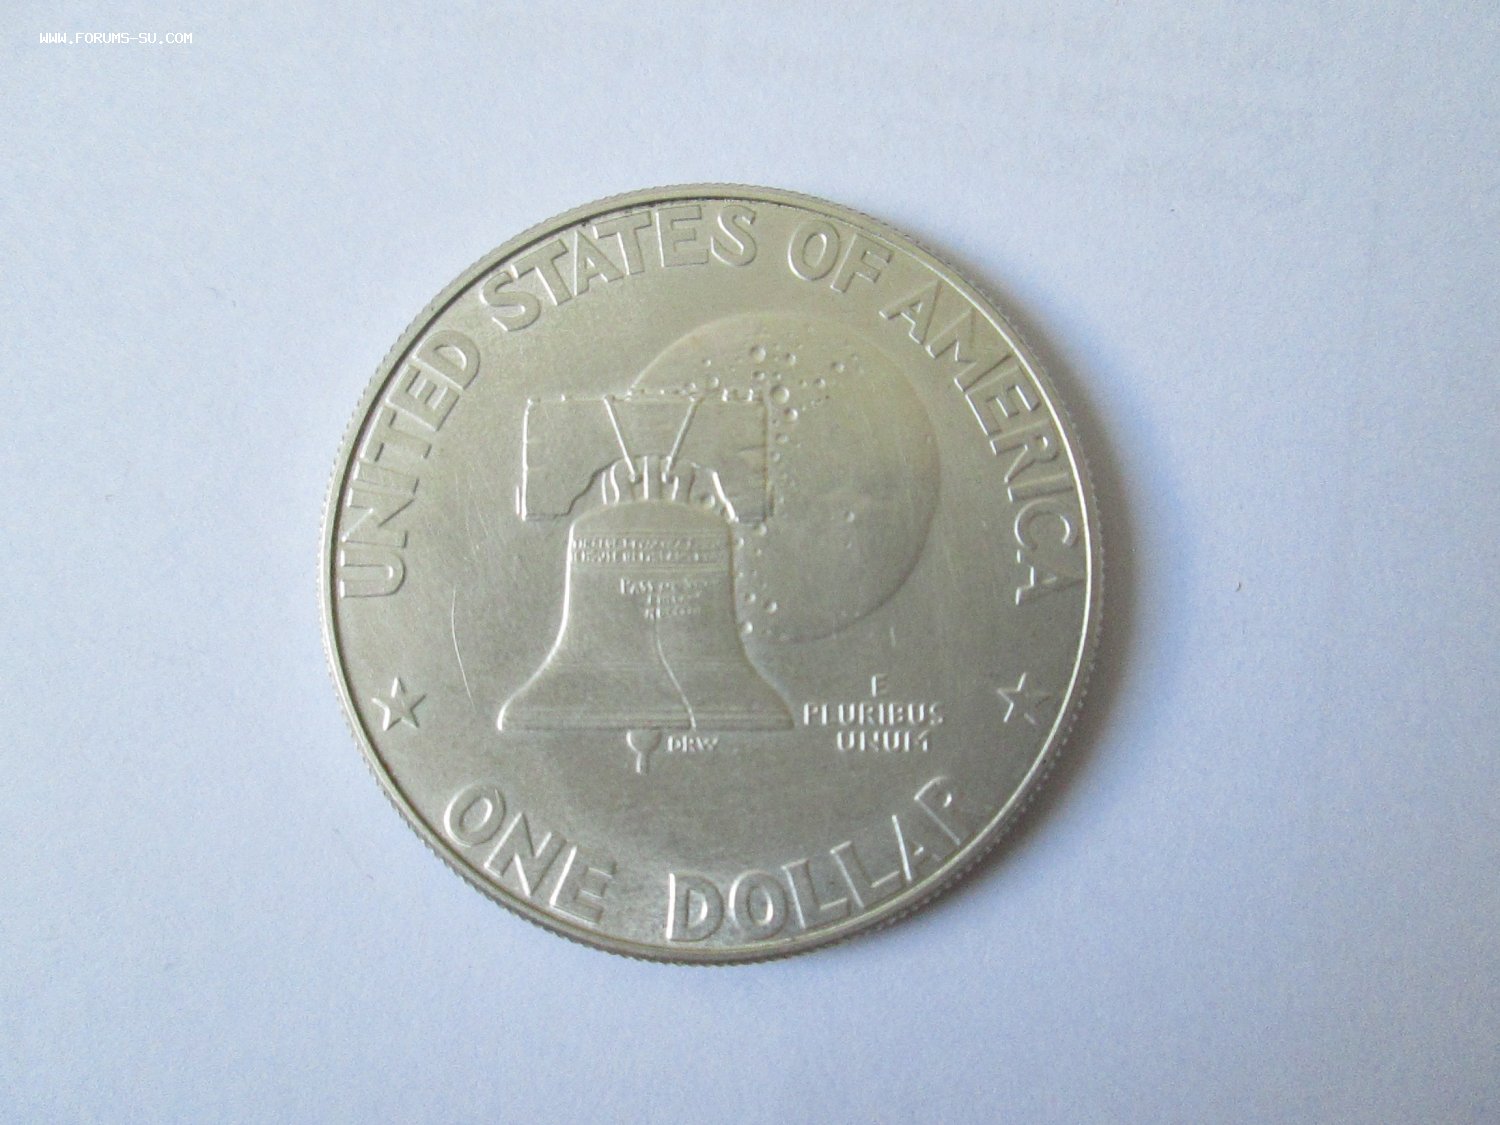 WWW.FORUMS-SU.COM
UNITED STATES OF AMERICA
E
PLURIBUS
UNUM
DRW
ONE DOLLAR